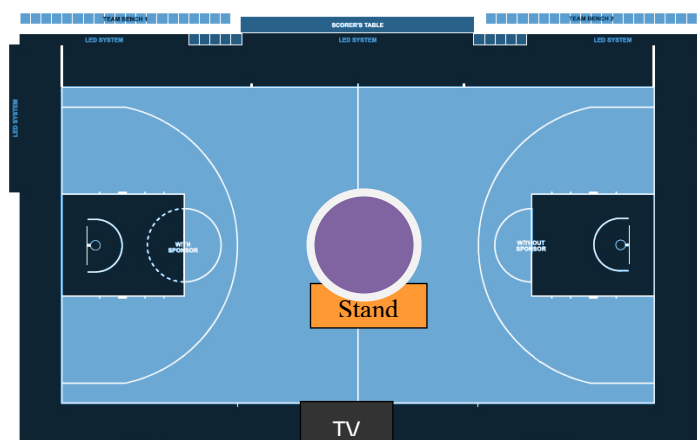 TEAM BENCH 1
SCORER'S TABLE
TEAM BENCH 2
LED SYSTEM
LED SYSTEM
LED SYSTEM
LED SYSTEM
WITH
SPONSOR
WITHOUT
SPONSOR
Stand
TV